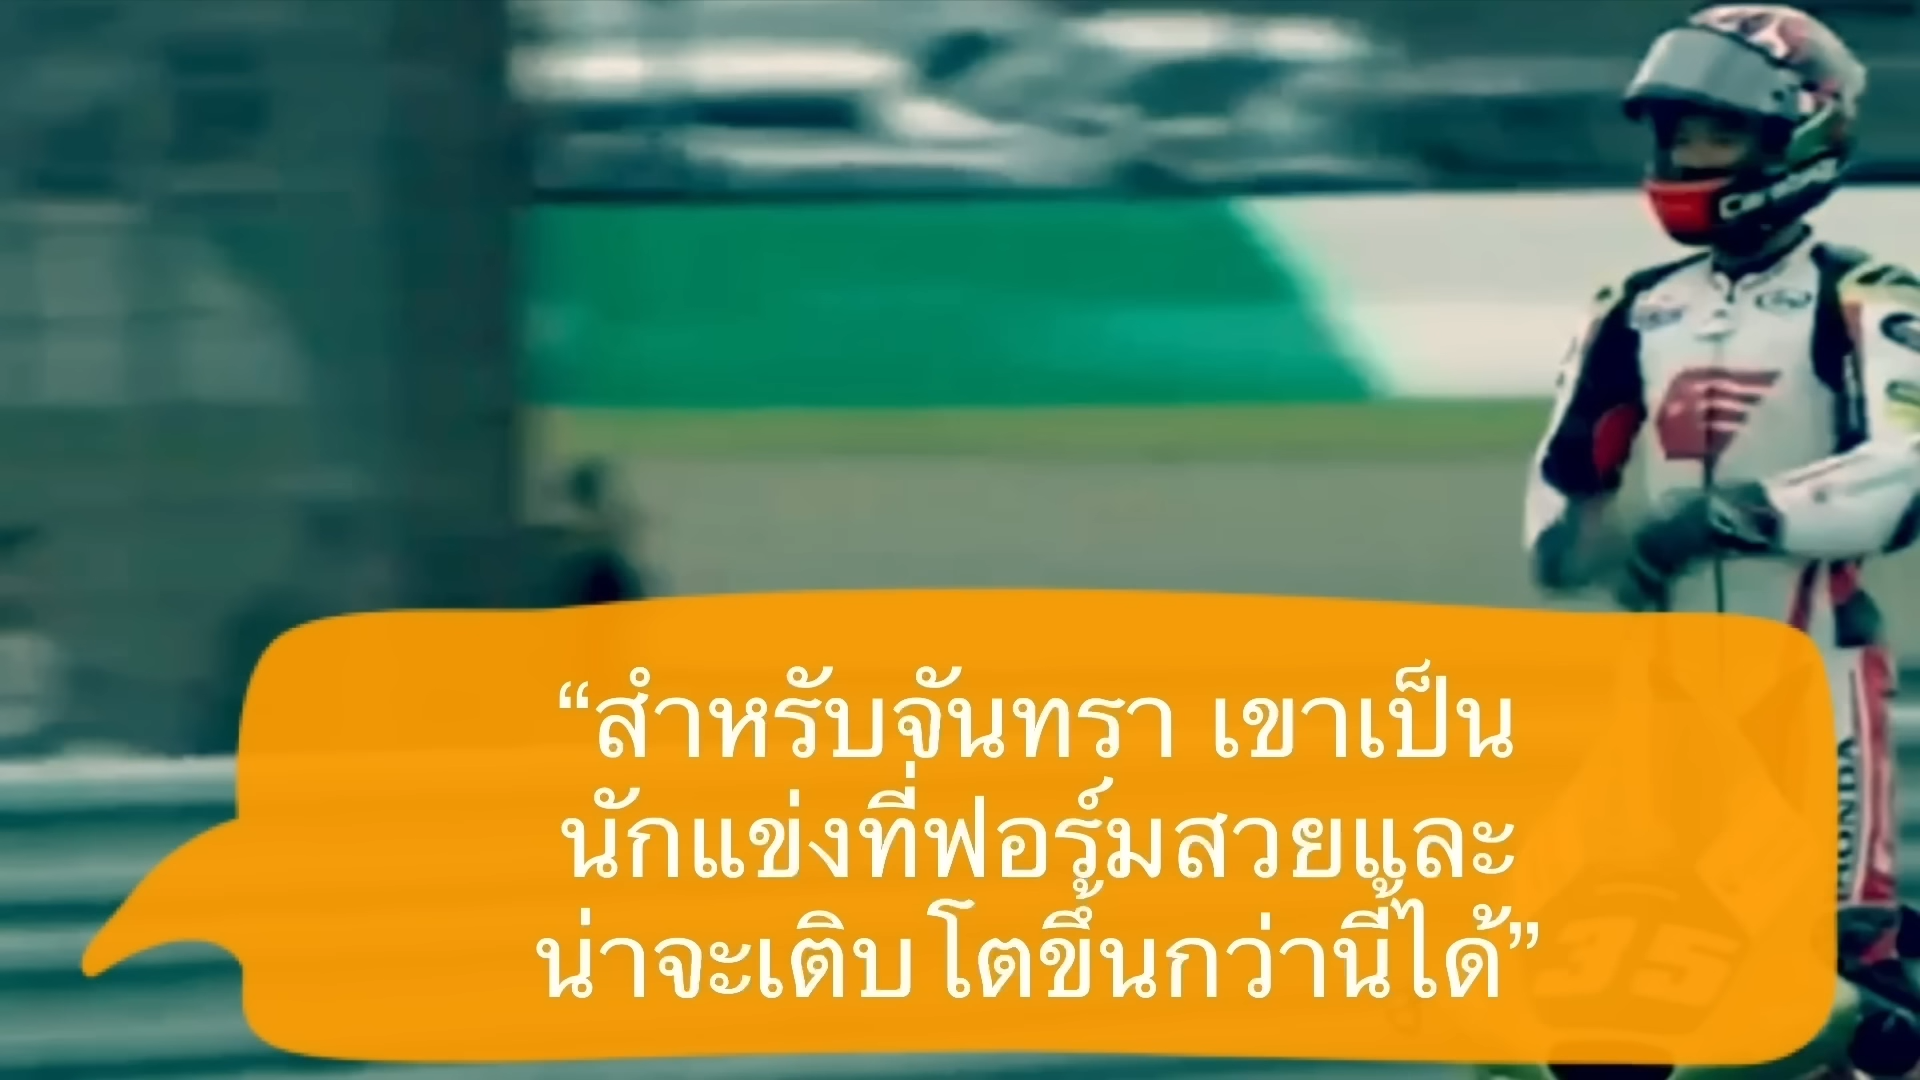 “สำหรับจันทรา เขาเป็น
นักแข่งที่ฟอร์มสวยและ
น่าจะเติบโตขึ้นกว่านี้ได้”
HONDA
35